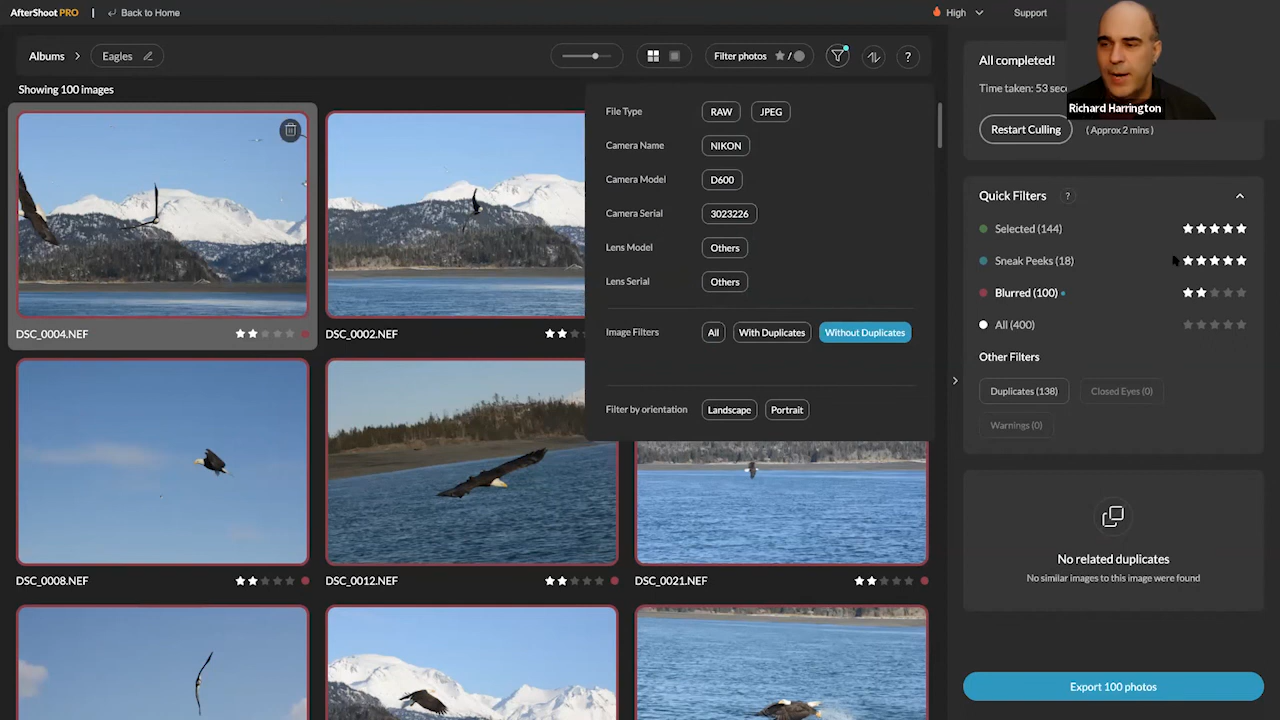 AfterShoot PRO | ↵ Back to Home
High
Support
Albums > Eagles
Filter photos ★ /
?
Showing 100 images
All completed!
Time taken: 53 sec
Restart Culling
( Approx 2 mins )
Richard Harrington
File Type RAW JPEG
Camera Name NIKON
Camera Model D600
Camera Serial 3023226
Lens Model Others
Lens Serial Others
Image Filters All With Duplicates Without Duplicates
Filter by orientation Landscape Portrait
Quick Filters ?
Selected (144)
Sneak Peeks (18)
Blurred (100)
All (400)
Other Filters
Duplicates (138) Closed Eyes (0)
Warnings (0)
DSC_0004.NEF
DSC_0002.NEF
DSC_0008.NEF
DSC_0012.NEF
DSC_0021.NEF
No related duplicates
No similar images to this image were found
Export 100 photos